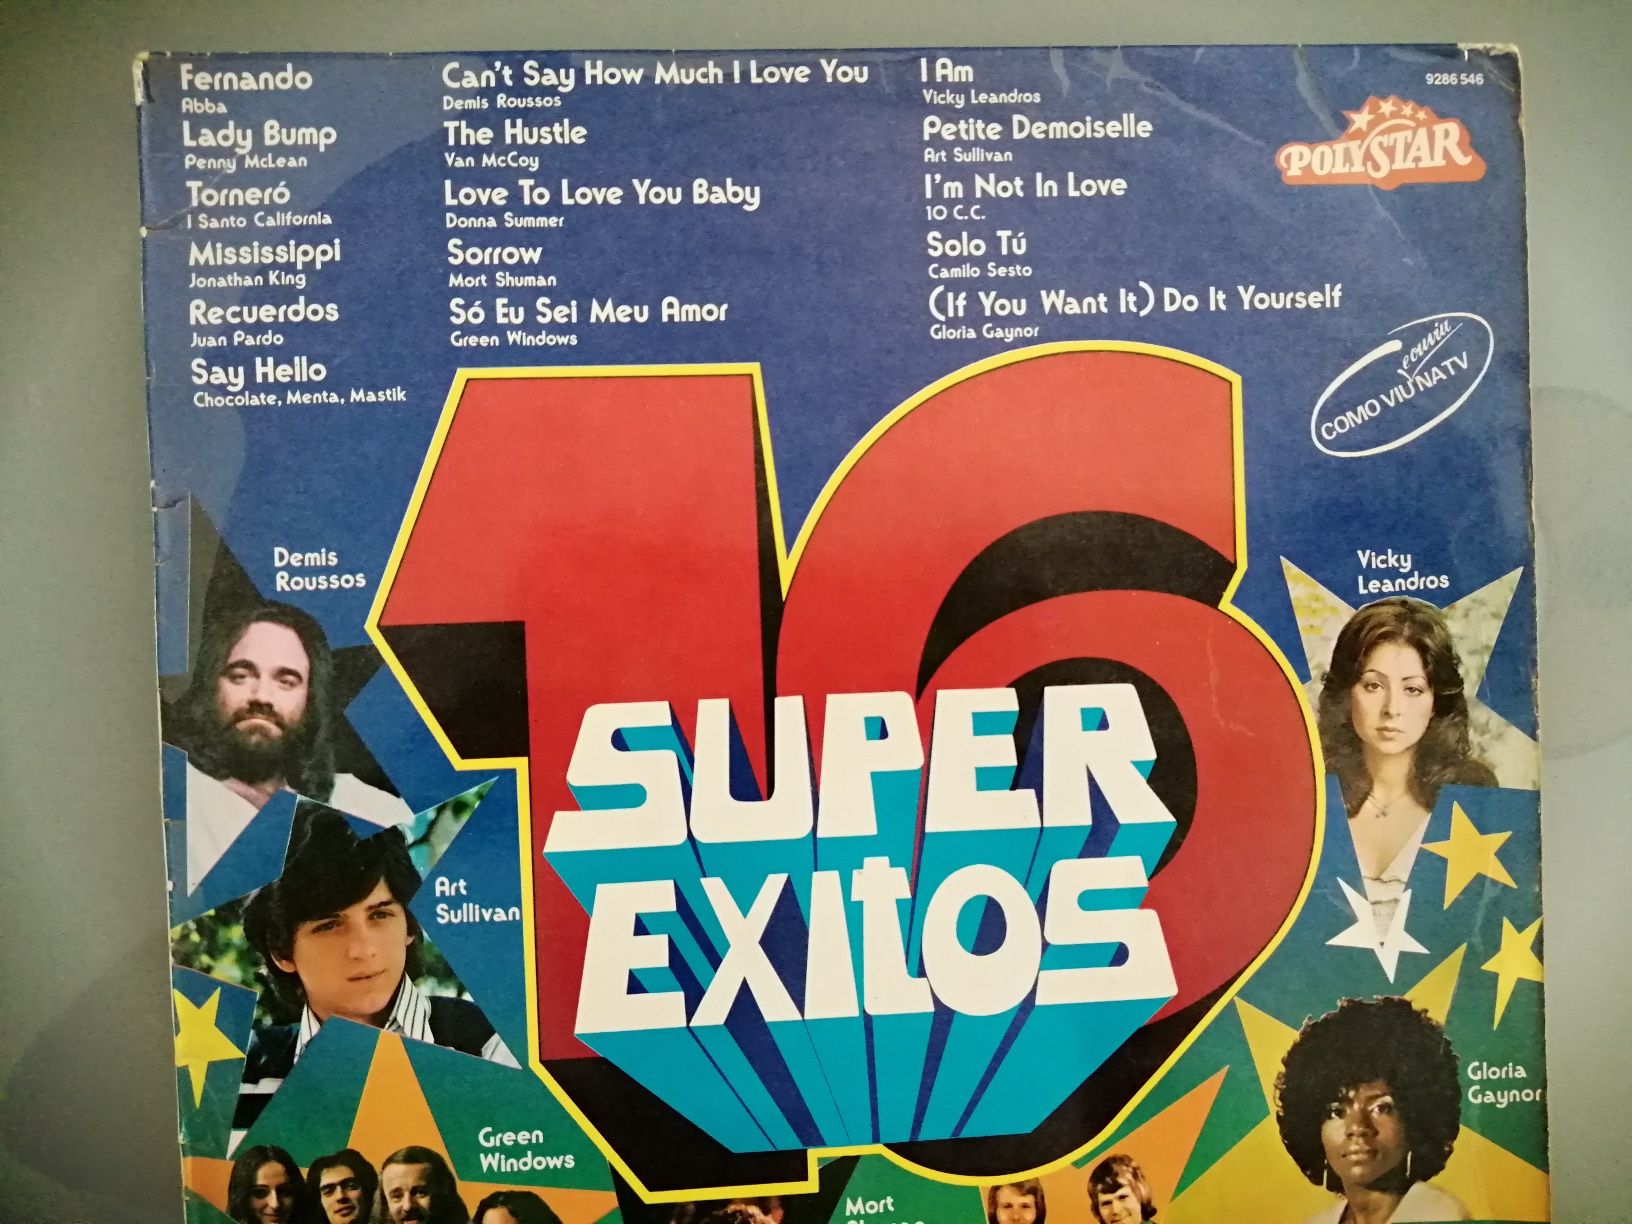 Fernando
Abba
Lady Bump
Penny McLean
Torneró
I Santo California
Mississippi
Jonathan King
Recuerdos
Juan Pardo
Say Hello
Chocolate, Menta, Mastik
Can't Say How Much I Love You
Demis Roussos
The Hustle
Van McCoy
Love To Love You Baby
Donna Summer
Sorrow
Mort Shuman
Só Eu Sei Meu Amor
Green Windows
I Am
Vicky Leandros
Petite Demoiselle
Art Sullivan
I'm Not In Love
10 C.C.
Solo Tú
Camilo Sesto
(If You Want It) Do It Yourself
Gloria Gaynor
9286 546
POLYSTAR
e ouviu
COMO VIU NA TV
16
SUPER
EXITOS
Demis
Roussos
Vicky
Leandros
Art
Sullivan
Gloria
Gaynor
Green
Windows
Mort